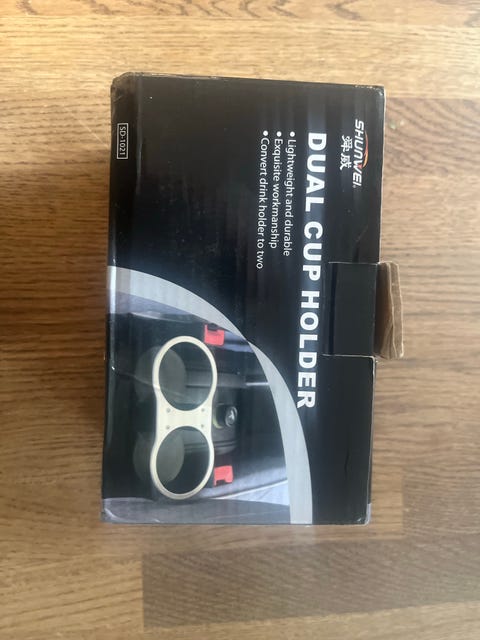 SHUNWEI
舜威
DUAL CUP HOLDER
• Lightweight and durable
• Exquisite workmanship
• Convert drink holder to two
SD-1021